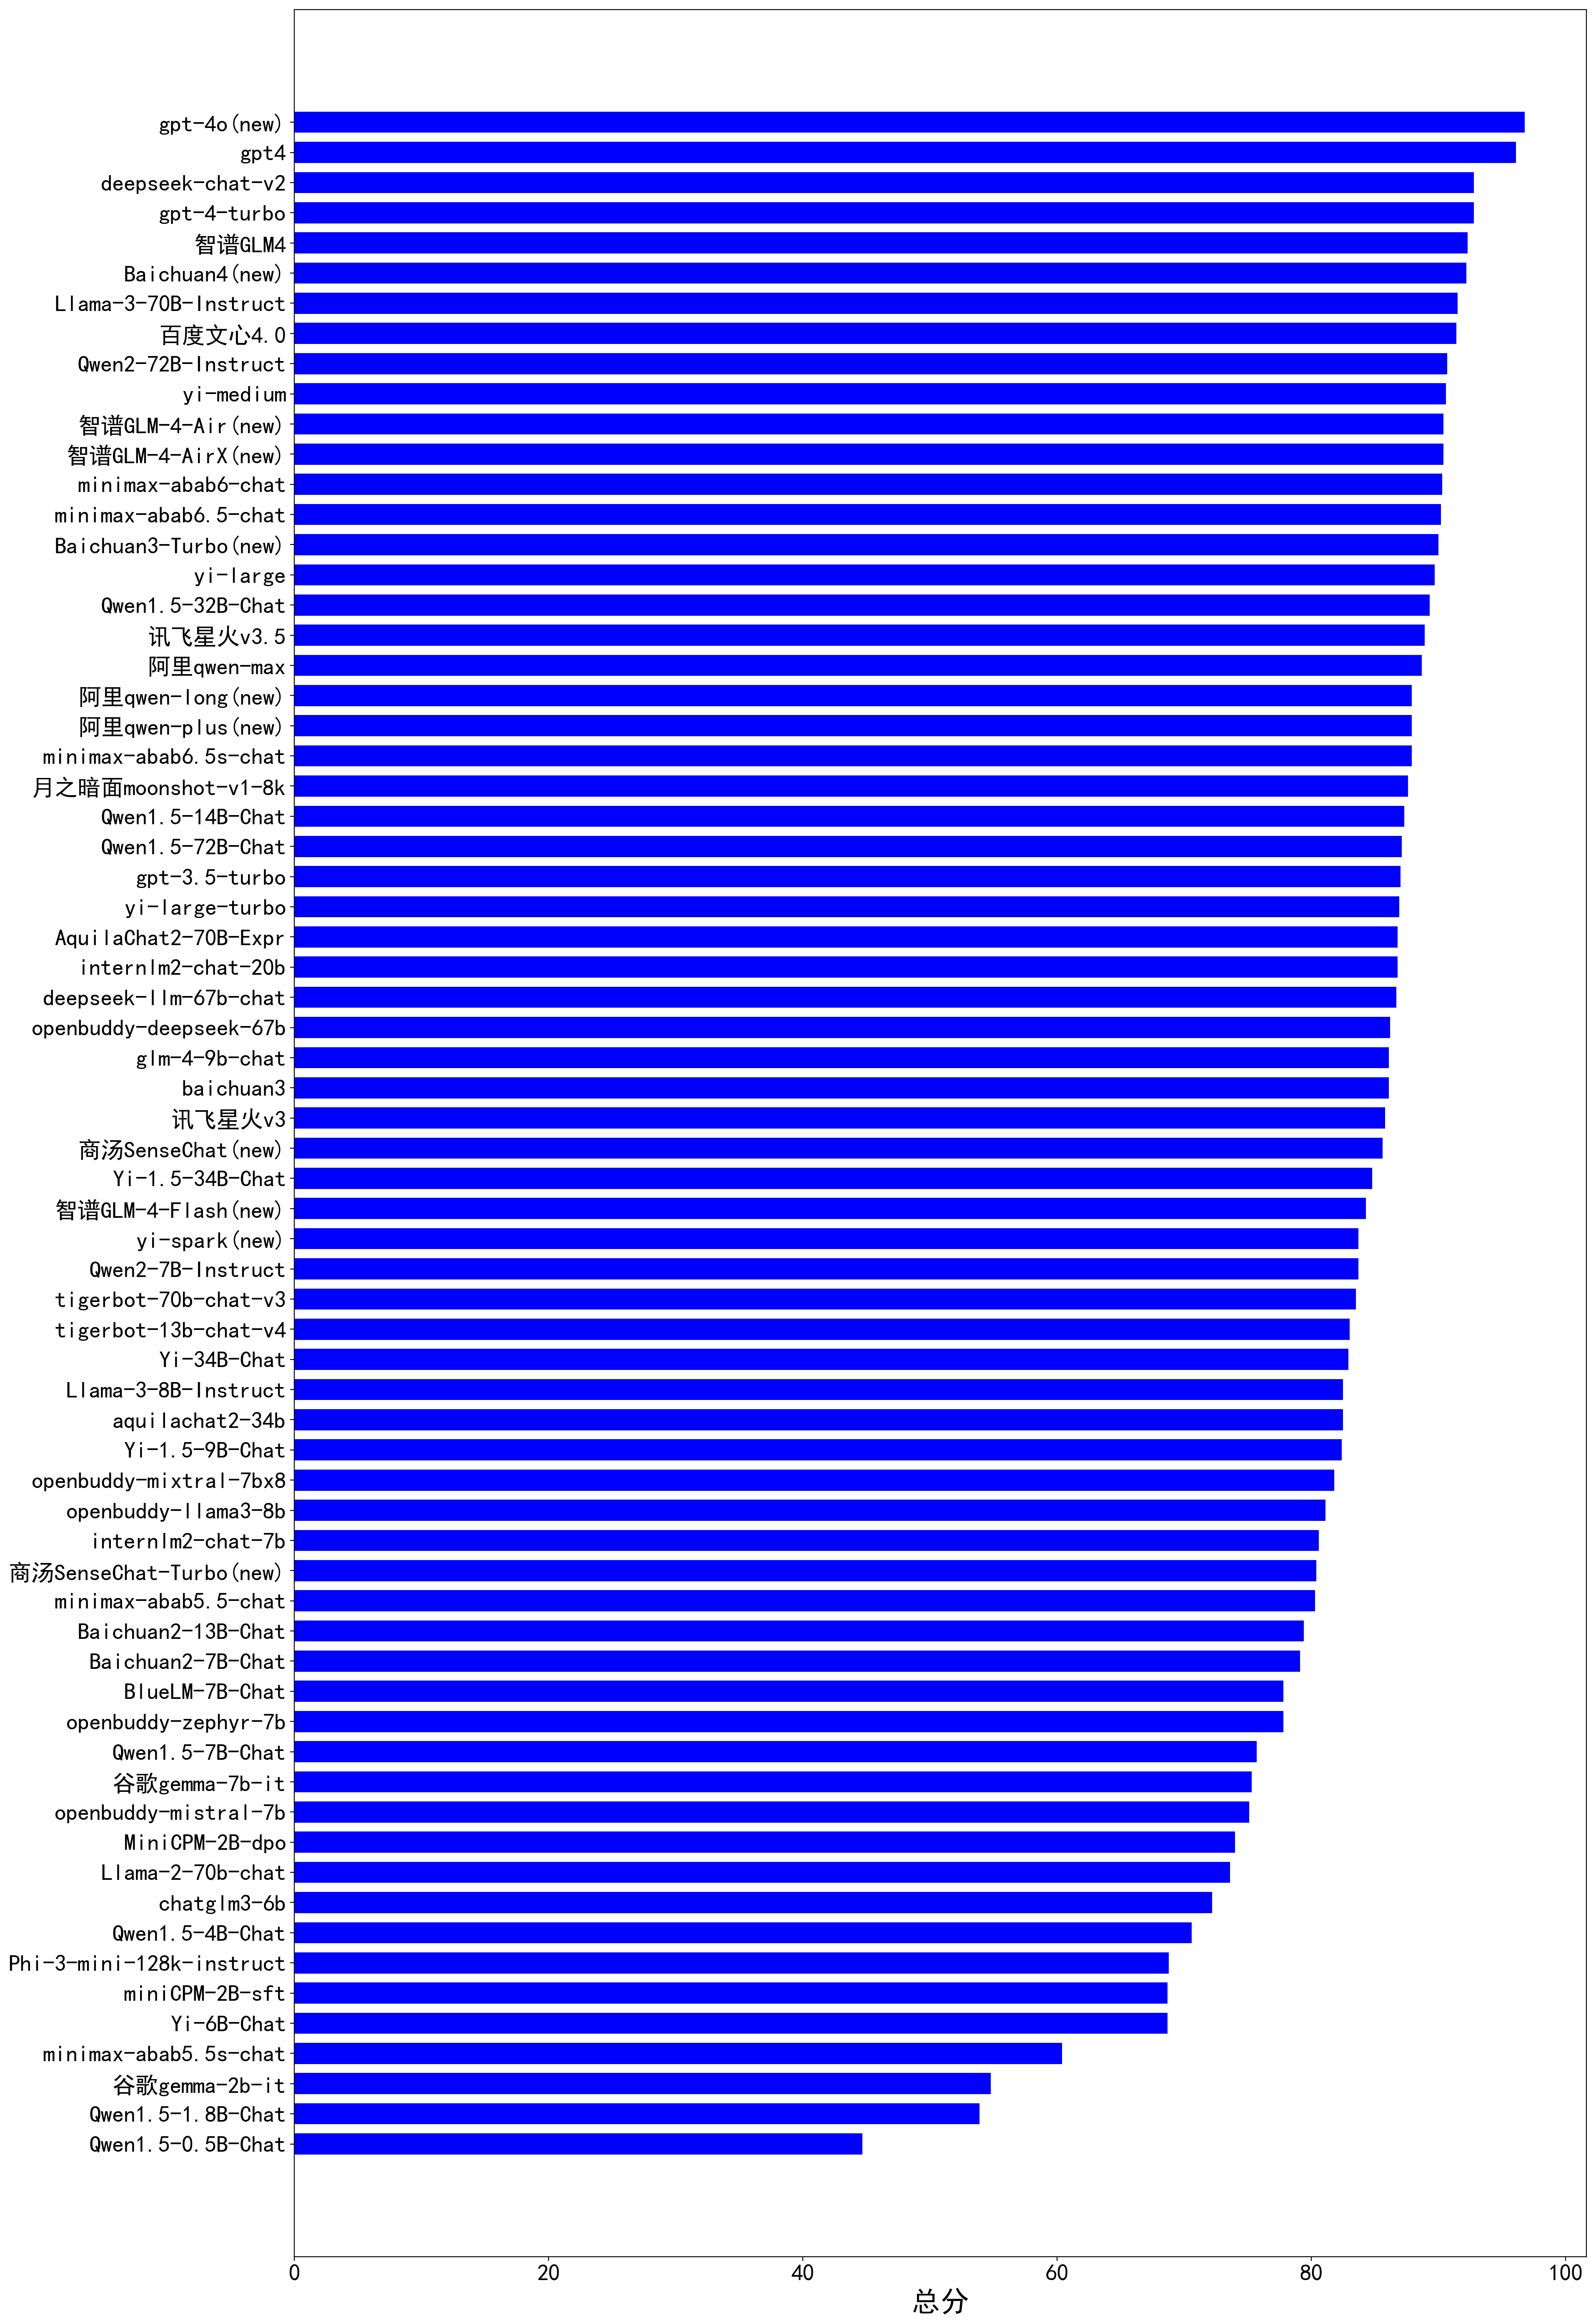 gpt-4o(new)
gpt4
deepseek-chat-v2
gpt-4-turbo
智谱GLM4
Baichuan4(new)
Llama-3-70B-Instruct
百度文心4.0
Qwen2-72B-Instruct
yi-medium
智谱GLM-4-Air(new)
智谱GLM-4-AirX(new)
minimax-abab6-chat
minimax-abab6.5-chat
Baichuan3-Turbo(new)
yi-large
Qwen1.5-32B-Chat
讯飞星火v3.5
阿里qwen-max
阿里qwen-long(new)
阿里qwen-plus(new)
minimax-abab6.5s-chat
月之暗面moonshot-v1-8k
Qwen1.5-14B-Chat
Qwen1.5-72B-Chat
gpt-3.5-turbo
yi-large-turbo
AquilaChat2-70B-Expr
internlm2-chat-20b
deepseek-llm-67b-chat
openbuddy-deepseek-67b
glm-4-9b-chat
baichuan3
讯飞星火v3
商汤SenseChat(new)
Yi-1.5-34B-Chat
智谱GLM-4-Flash(new)
yi-spark(new)
Qwen2-7B-Instruct
tigerbot-70b-chat-v3
tigerbot-13b-chat-v4
Yi-34B-Chat
Llama-3-8B-Instruct
aquilachat2-34b
Yi-1.5-9B-Chat
openbuddy-mixtral-7bx8
openbuddy-llama3-8b
internlm2-chat-7b
商汤SenseChat-Turbo(new)
minimax-abab5.5-chat
Baichuan2-13B-Chat
Baichuan2-7B-Chat
BlueLM-7B-Chat
openbuddy-zephyr-7b
Qwen1.5-7B-Chat
谷歌gemma-7b-it
openbuddy-mistral-7b
MiniCPM-2B-dpo
Llama-2-70b-chat
chatglm3-6b
Qwen1.5-4B-Chat
Phi-3-mini-128k-instruct
miniCPM-2B-sft
Yi-6B-Chat
minimax-abab5.5s-chat
谷歌gemma-2b-it
Qwen1.5-1.8B-Chat
Qwen1.5-0.5B-Chat
0 20 40 60 80 100
总分